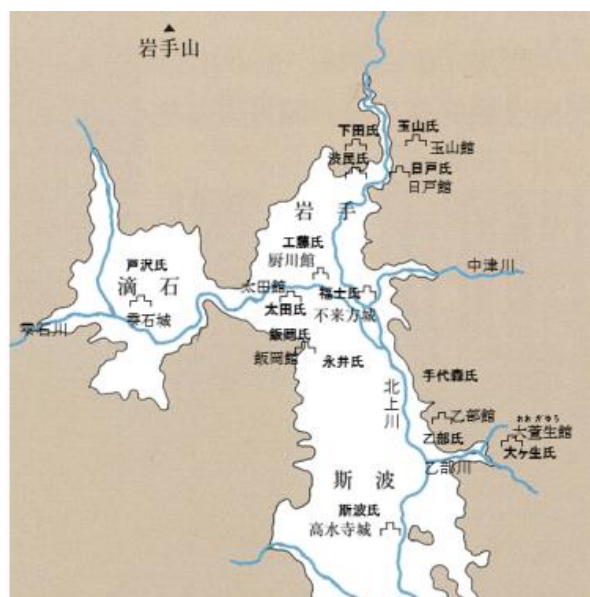 岩手山
下田氏
玉山氏
玉山館
渋民氏
日戸氏
日戸館
岩手
工藤氏
厨川館
中津川
戸沢氏
滴石
雫石城
太田館
太田氏
福士氏
不来方城
雫石川
飯岡氏
飯岡館
永井氏
北上川
手代森氏
乙部館
乙部氏
おおがゆう
大萱生館
大ヶ生氏
乙部川
斯波
斯波氏
高水寺城